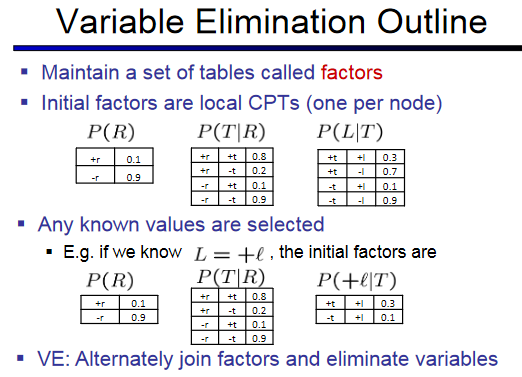 Variable Elimination Outline
▪ Maintain a set of tables called factors
▪ Initial factors are local CPTs (one per node)
P(R) P(T|R) P(L|T)
+r 0.1
-r 0.9
+r +t 0.8
+r -t 0.2
-r +t 0.1
-r -t 0.9
+t +l 0.3
+t -l 0.7
-t +l 0.1
-t -l 0.9
▪ Any known values are selected
▪ E.g. if we know L = +ℓ , the initial factors are
P(R) P(T|R) P(+ℓ|T)
+r 0.1
-r 0.9
+r +t 0.8
+r -t 0.2
-r +t 0.1
-r -t 0.9
+t +l 0.3
-t +l 0.1
▪ VE: Alternately join factors and eliminate variables